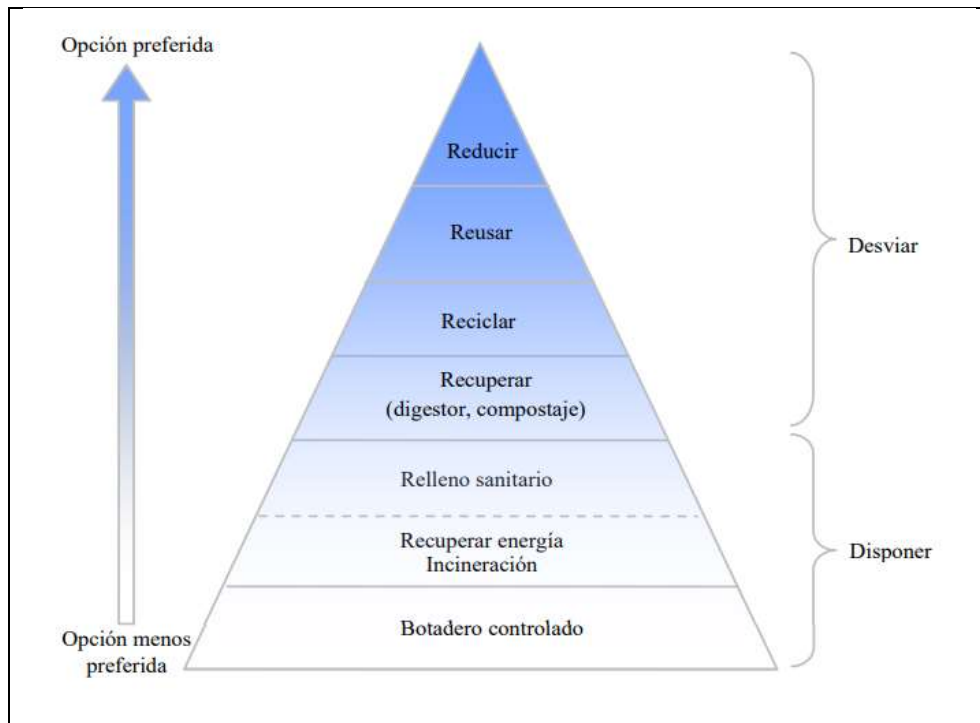 Opción preferida
Reducir
Reusar
Desviar
Reciclar
Recuperar
(digestor, compostaje)
Relleno sanitario
Recuperar energía
Incineración
Disponer
Botadero controlado
Opción menos
preferida